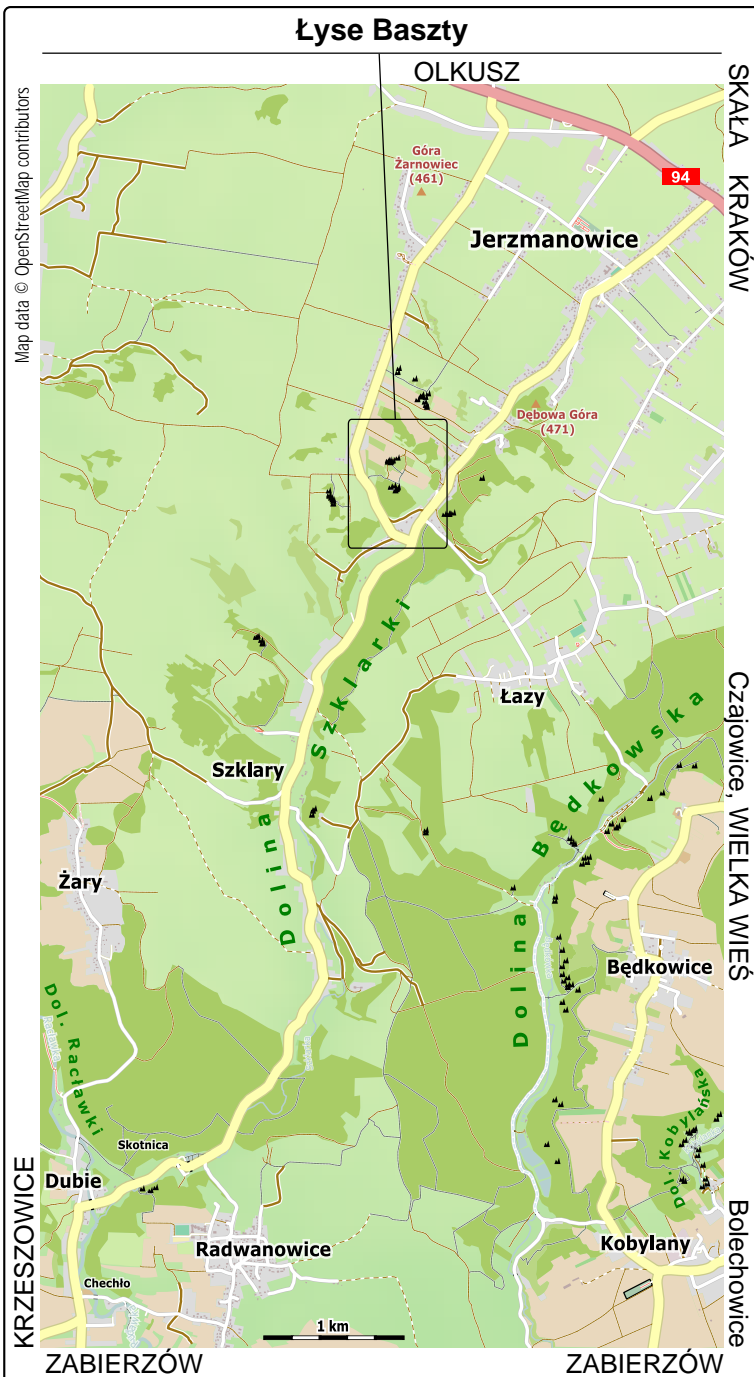 Łyse Baszty
OLKUSZ
SKAŁA KRAKÓW
Map data © OpenStreetMap contributors
Góra
Żarnowiec
(461)
94
Jerzmanowice
Dębowa Góra
(471)
Dolina Szklarki
Łazy
Szklary
Dolina Będkowska
Czajowice, WIELKA WIEŚ
Żary
Będkowice
Dol. Racławki
Racławka
Dol. Kobylańska
Skotnica
Dubie
Radwanowice
Kobylany
Bolechowice
KRZESZOWICE
Chechło
1 km
ZABIERZÓW
ZABIERZÓW